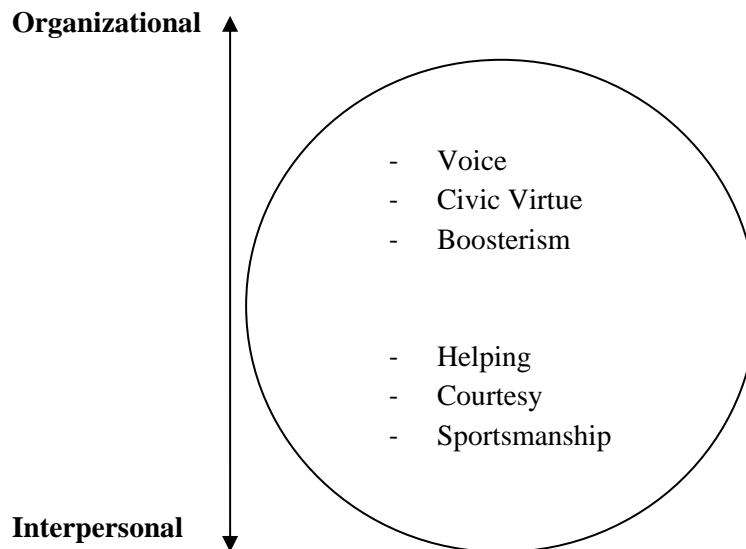 Organizational
- Voice
- Civic Virtue
- Boosterism
- Helping
- Courtesy
- Sportsmanship
Interpersonal